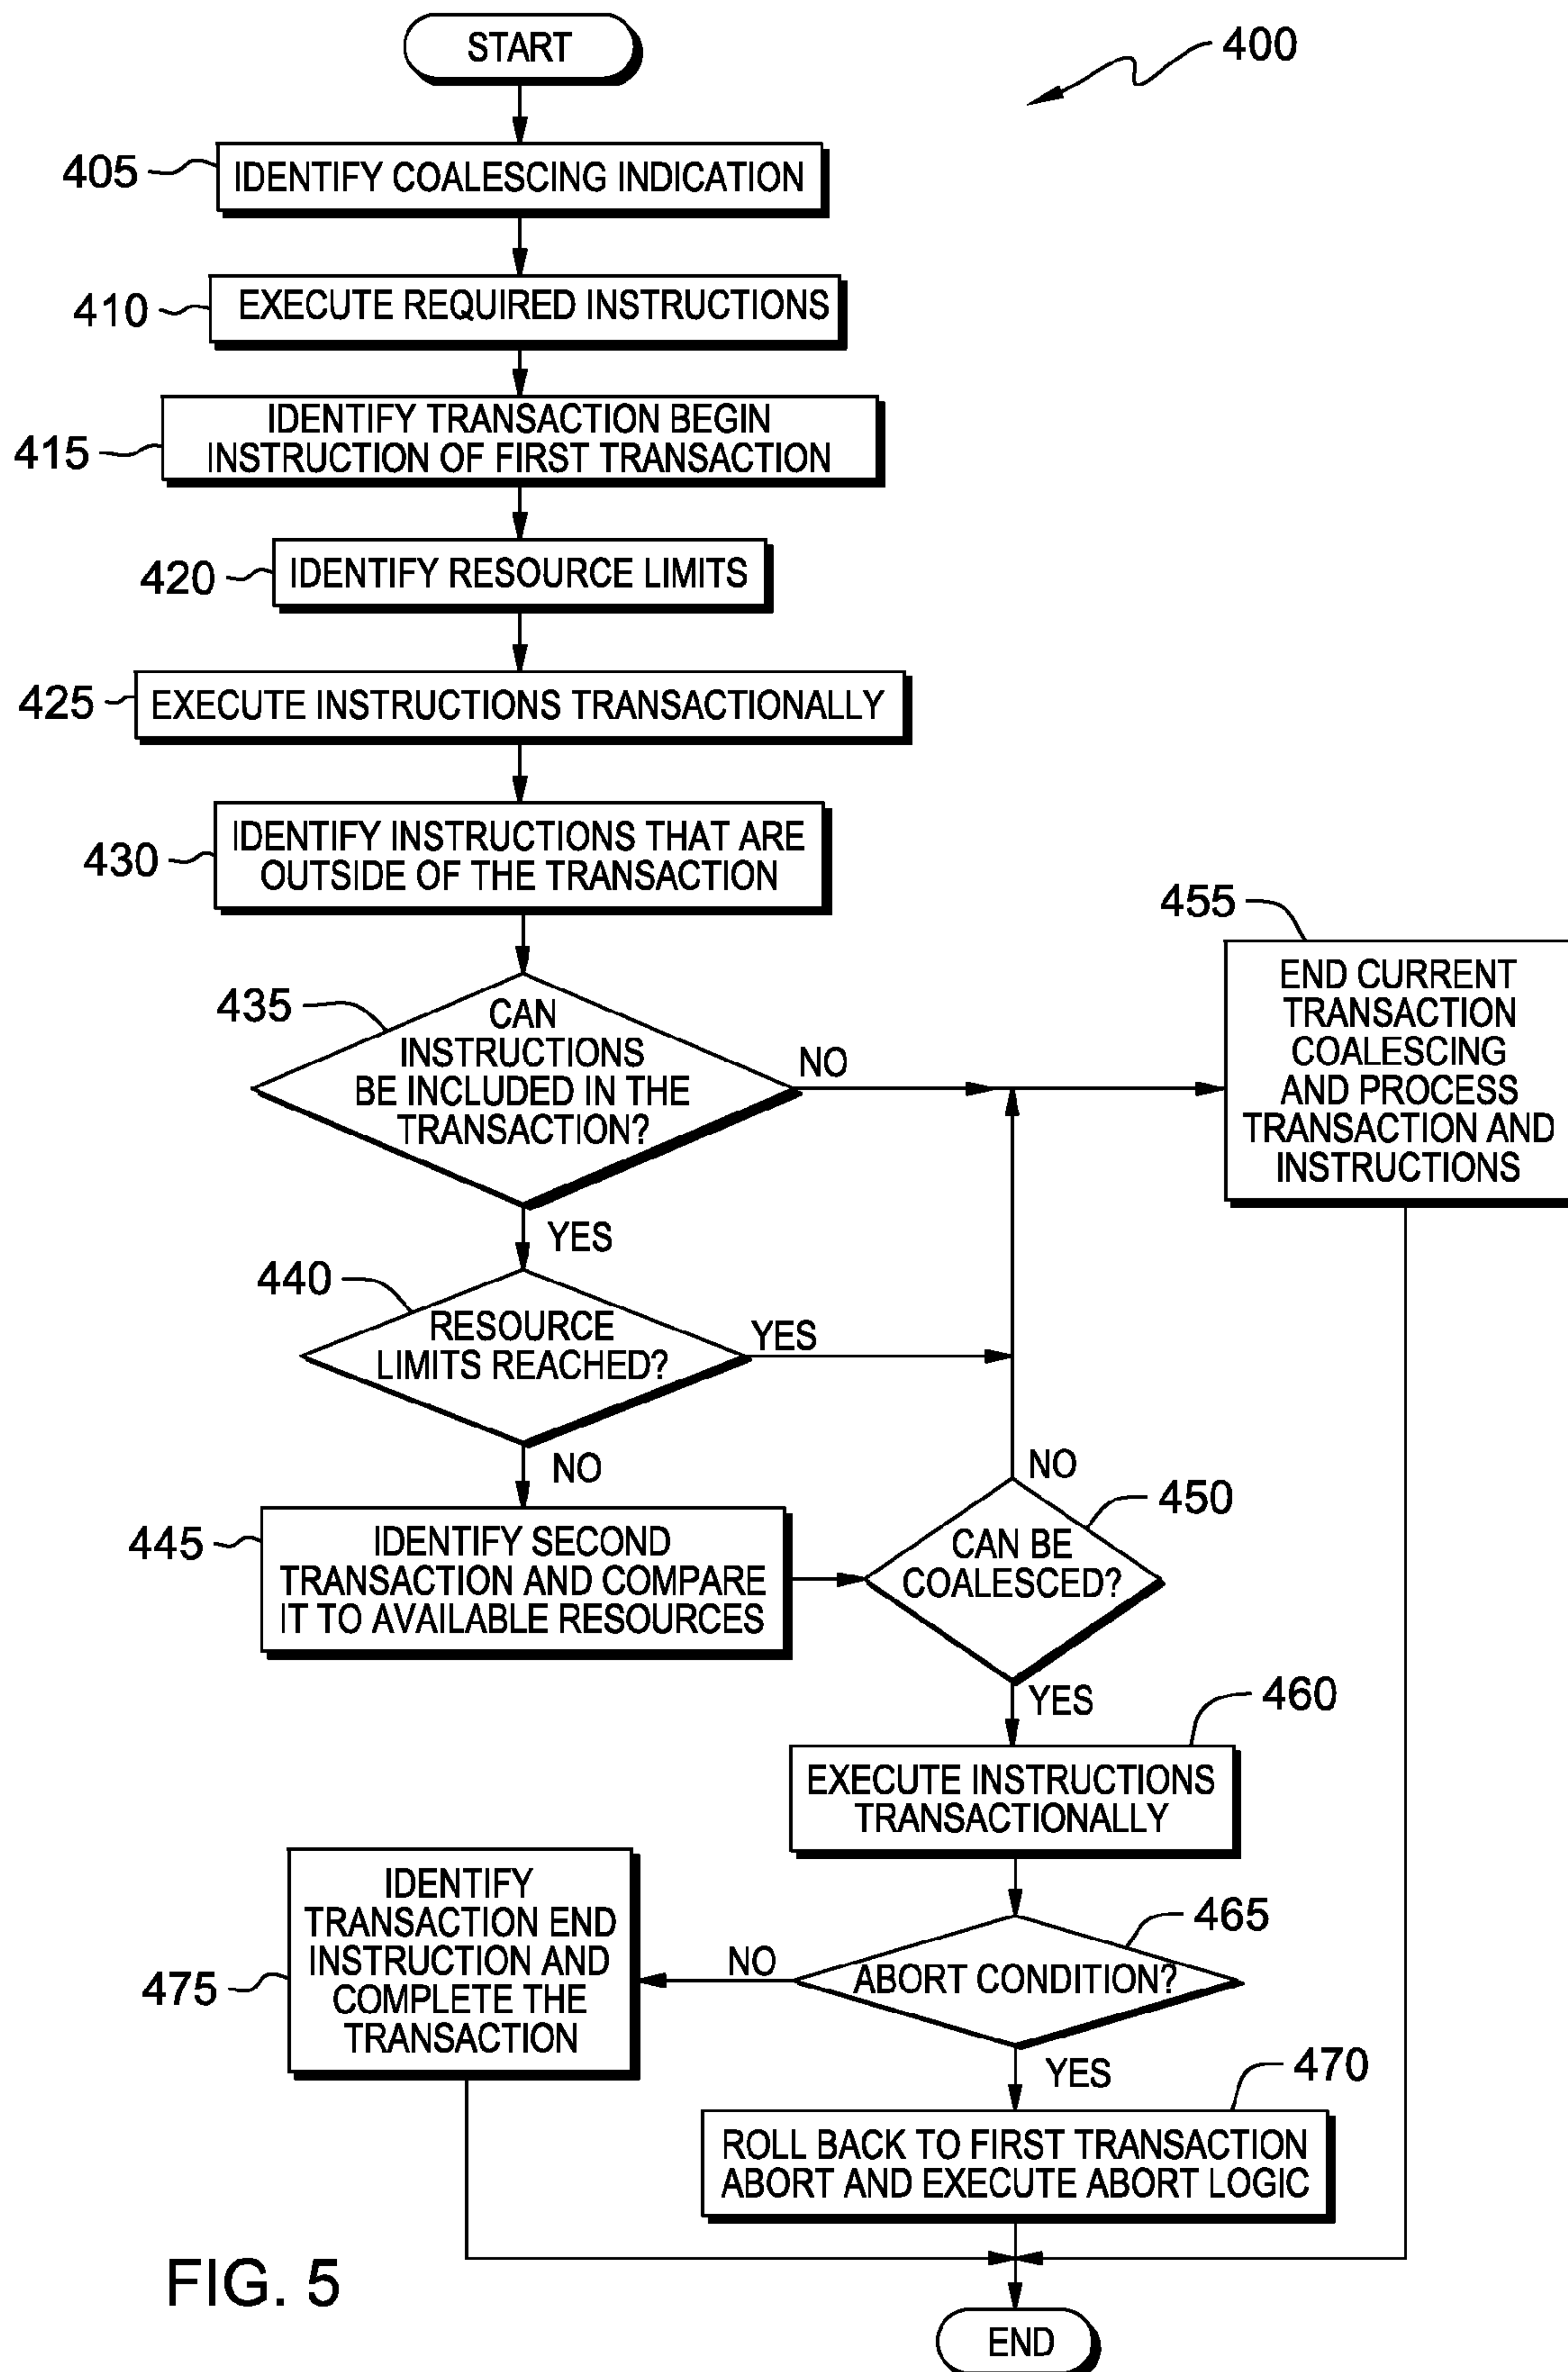 START
400
405
IDENTIFY COALESCING INDICATION
410
EXECUTE REQUIRED INSTRUCTIONS
415
IDENTIFY TRANSACTION BEGIN
INSTRUCTION OF FIRST TRANSACTION
420
IDENTIFY RESOURCE LIMITS
425
EXECUTE INSTRUCTIONS TRANSACTIONALLY
430
IDENTIFY INSTRUCTIONS THAT ARE
OUTSIDE OF THE TRANSACTION
435
CAN
INSTRUCTIONS
BE INCLUDED IN THE
TRANSACTION?
NO
YES
455
END CURRENT
TRANSACTION
COALESCING
AND PROCESS
TRANSACTION AND
INSTRUCTIONS
440
RESOURCE
LIMITS REACHED?
YES
NO
445
IDENTIFY SECOND
TRANSACTION AND COMPARE
IT TO AVAILABLE RESOURCES
NO
450
CAN BE
COALESCED?
YES
460
EXECUTE INSTRUCTIONS
TRANSACTIONALLY
465
ABORT CONDITION?
NO
YES
475
IDENTIFY
TRANSACTION END
INSTRUCTION AND
COMPLETE THE
TRANSACTION
470
ROLL BACK TO FIRST TRANSACTION
ABORT AND EXECUTE ABORT LOGIC
END
FIG. 5